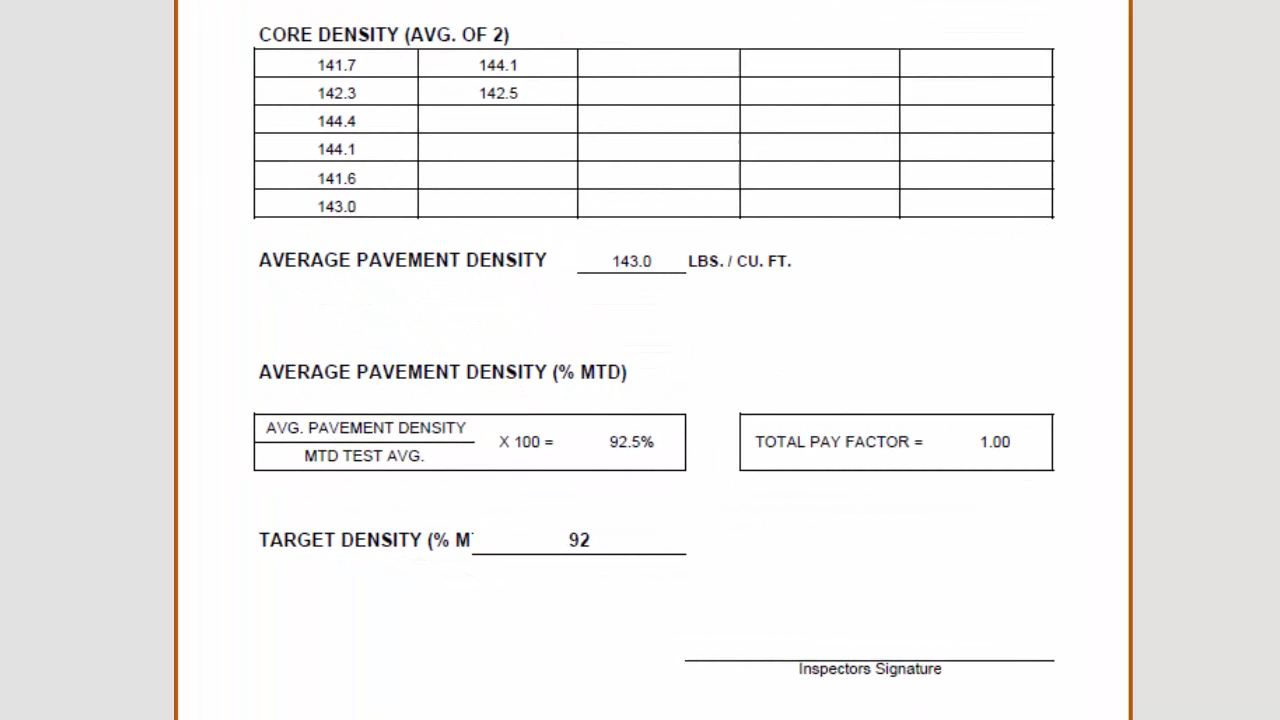 CORE DENSITY (AVG. OF 2)
141.7 144.1
142.3 142.5
144.4
144.1
141.6
143.0
AVERAGE PAVEMENT DENSITY 143.0 LBS. / CU. FT.
AVERAGE PAVEMENT DENSITY (% MTD)
AVG. PAVEMENT DENSITY
X 100 = 92.5% TOTAL PAY FACTOR = 1.00
MTD TEST AVG.
TARGET DENSITY (% M 92
Inspectors Signature